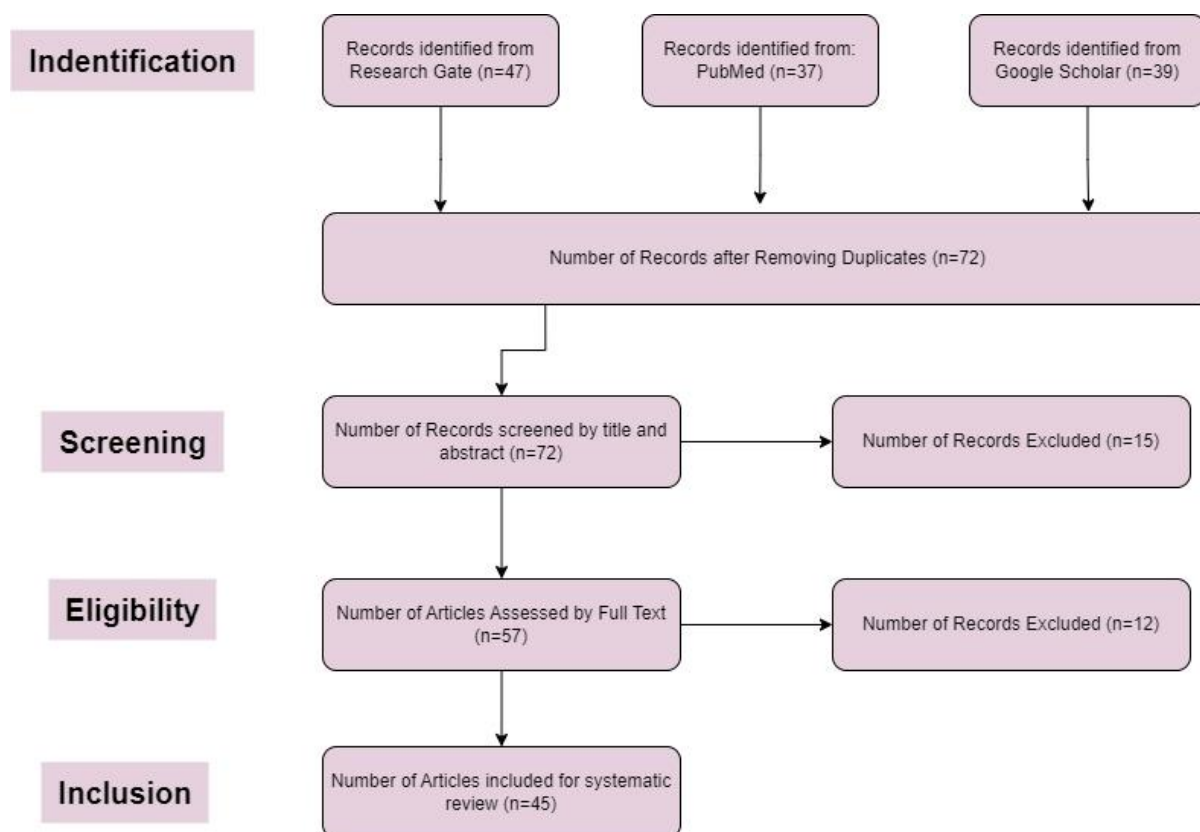 Indentification
Records identified from
Research Gate (n=47)
Records identified from:
PubMed (n=37)
Records identified from
Google Scholar (n=39)
Number of Records after Removing Duplicates (n=72)
Screening
Number of Records screened by title and
abstract (n=72)
Number of Records Excluded (n=15)
Eligibility
Number of Articles Assessed by Full Text
(n=57)
Number of Records Excluded (n=12)
Inclusion
Number of Articles included for systematic
review (n=45)